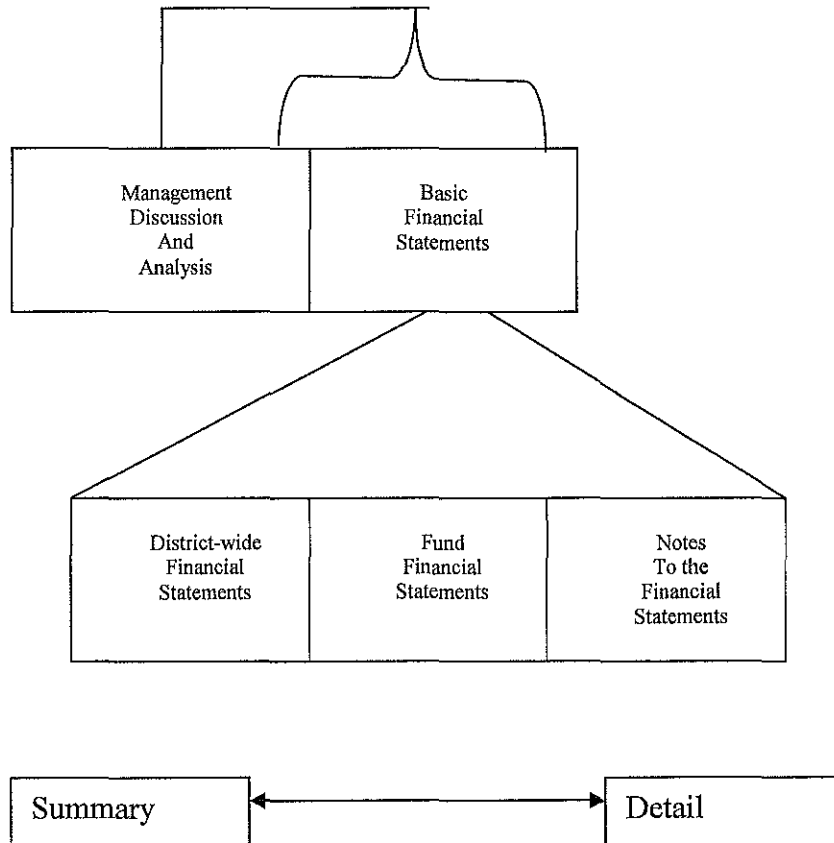 Management
Discussion
And
Analysis
Basic
Financial
Statements
District-wide
Financial
Statements
Fund
Financial
Statements
Notes
To the
Financial
Statements
Summary
Detail